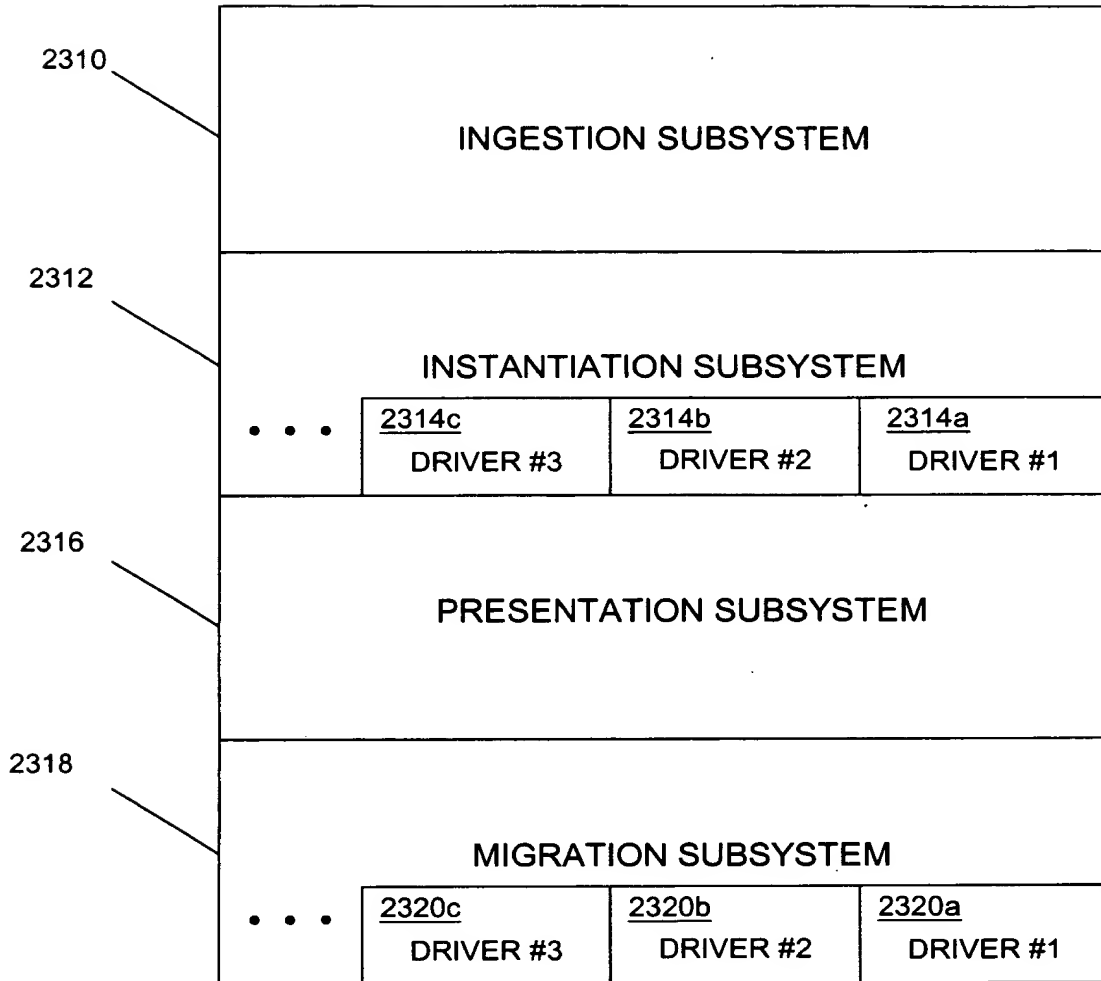 2310
INGESTION SUBSYSTEM
2312
INSTANTIATION SUBSYSTEM
• • •
2314c
DRIVER #3
2314b
DRIVER #2
2314a
DRIVER #1
2316
PRESENTATION SUBSYSTEM
2318
MIGRATION SUBSYSTEM
• • •
2320c
DRIVER #3
2320b
DRIVER #2
2320a
DRIVER #1